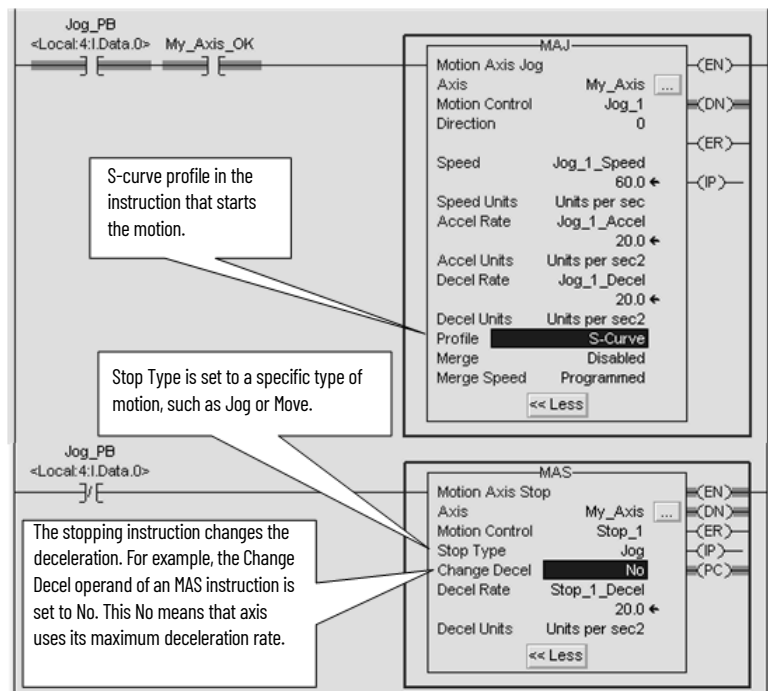 Jog_PB
<Local:4:I.Data.0> My_Axis_OK
MAJ
Motion Axis Jog
Axis My_Axis ...
Motion Control Jog_1
Direction 0
Speed Jog_1_Speed
60.0
Speed Units Units per sec
Accel Rate Jog_1_Accel
20.0
Accel Units Units per sec2
Decel Rate Jog_1_Decel
20.0
Decel Units Units per sec2
Profile S-Curve
Merge Disabled
Merge Speed Programmed
<< Less
(EN)
(DN)
(ER)
(IP)
S-curve profile in the
instruction that starts
the motion.
Stop Type is set to a specific type of
motion, such as Jog or Move.
Jog_PB
<Local:4:I.Data.0>
MAS
Motion Axis Stop
Axis My_Axis ...
Motion Control Stop_1
Stop Type Jog
Change Decel No
Decel Rate Stop_1_Decel
20.0
Decel Units Units per sec2
<< Less
(EN)
(DN)
(ER)
(IP)
(PC)
The stopping instruction changes the
deceleration. For example, the Change
Decel operand of an MAS instruction is
set to No. This No means that axis
uses its maximum deceleration rate.